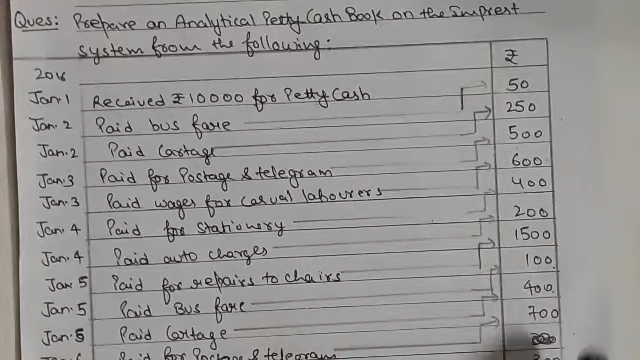 Ques: Prepare an Analytical Petty Cash Book on the Imprest
system from the following:
2016 ₹
Jan.1 Received ₹10000 for Petty Cash 50
Jan.2 Paid bus fare 250
Jan.2 Paid Cartage 500
Jan.3 Paid for Postage & telegram 600
Jan.3 Paid wages for casual labourers 400
Jan.4 Paid for stationery 200
Jan.4 Paid auto charges 1500
Jan 5 Paid for repairs to chairs 100
Jan.5 Paid Bus fare 400
Jan.5 Paid Cartage 700
Paid for Postage & telegram